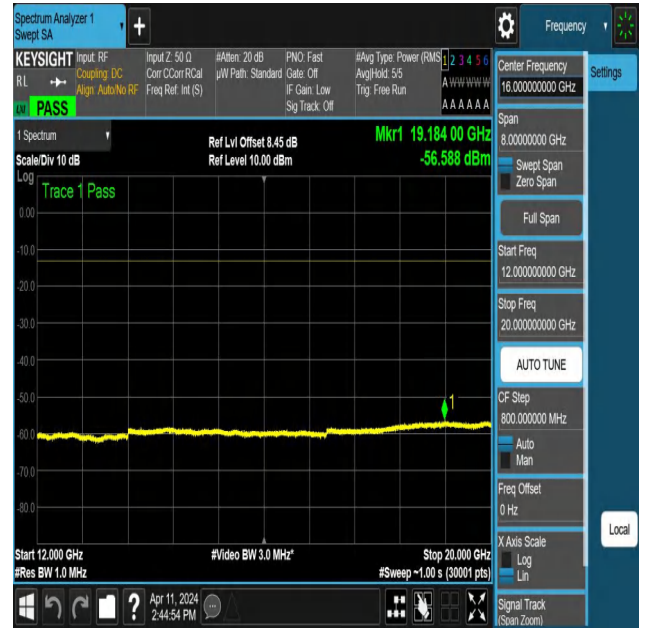 Spectrum Analyzer 1
Swept SA
+
Frequency
KEYSIGHT
RL
LXI
PASS
Input: RF
Coupling: DC
Align: Auto/No RF
Input Z: 50 Ω
Corr CCorr RCal
Freq Ref: Int (S)
#Atten: 20 dB
µW Path: Standard
PNO: Fast
Gate: Off
IF Gain: Low
Sig Track: Off
#Avg Type: Power (RMS
Avg|Hold: 5/5
Trig: Free Run
1 2 3 4 5 6
A W W W W W
A A A A A A
1 Spectrum
Scale/Div 10 dB
Ref Lvl Offset 8.45 dB
Ref Level 10.00 dBm
Mkr1 19.184 00 GHz
-56.588 dBm
Log
Trace 1 Pass
0.00
-10.0
-20.0
-30.0
-40.0
-50.0
1
-60.0
-70.0
-80.0
Start 12.000 GHz
#Res BW 1.0 MHz
#Video BW 3.0 MHz*
Stop 20.000 GHz
#Sweep ~1.00 s (30001 pts)
Center Frequency
16.000000000 GHz
Settings
Span
8.00000000 GHz
Swept Span
Zero Span
Full Span
Start Freq
12.000000000 GHz
Stop Freq
20.000000000 GHz
AUTO TUNE
CF Step
800.000000 MHz
Auto
Man
Freq Offset
0 Hz
X Axis Scale
Log
Lin
Local
Signal Track
(Span Zoom)
?
Apr 11, 2024
2:44:54 PM